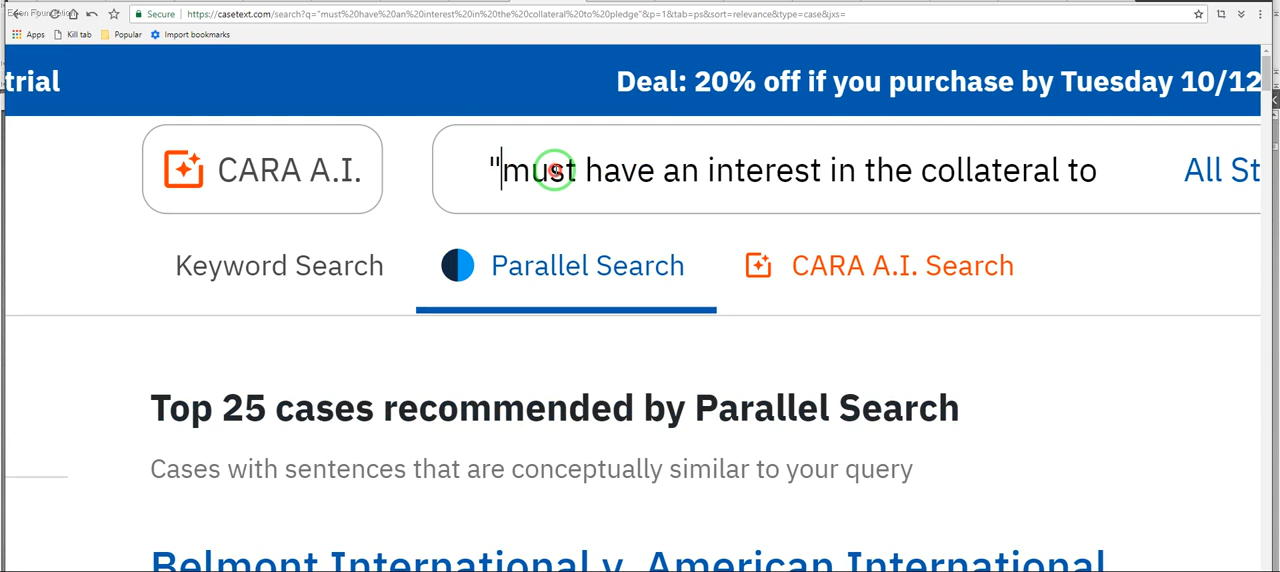 Secure https://casetext.com/search?q="must%20have%20an%20interest%20in%20the%20collateral%20to%20pledge"&p=1&tab=ps&sort=relevance&type=case&jxs=
Apps Kill tab Popular Import bookmarks
trial Deal: 20% off if you purchase by Tuesday 10/12
CARA A.I. "must have an interest in the collateral to All St
Keyword Search Parallel Search CARA A.I. Search
Top 25 cases recommended by Parallel Search
Cases with sentences that are conceptually similar to your query
Belmont International v. American International